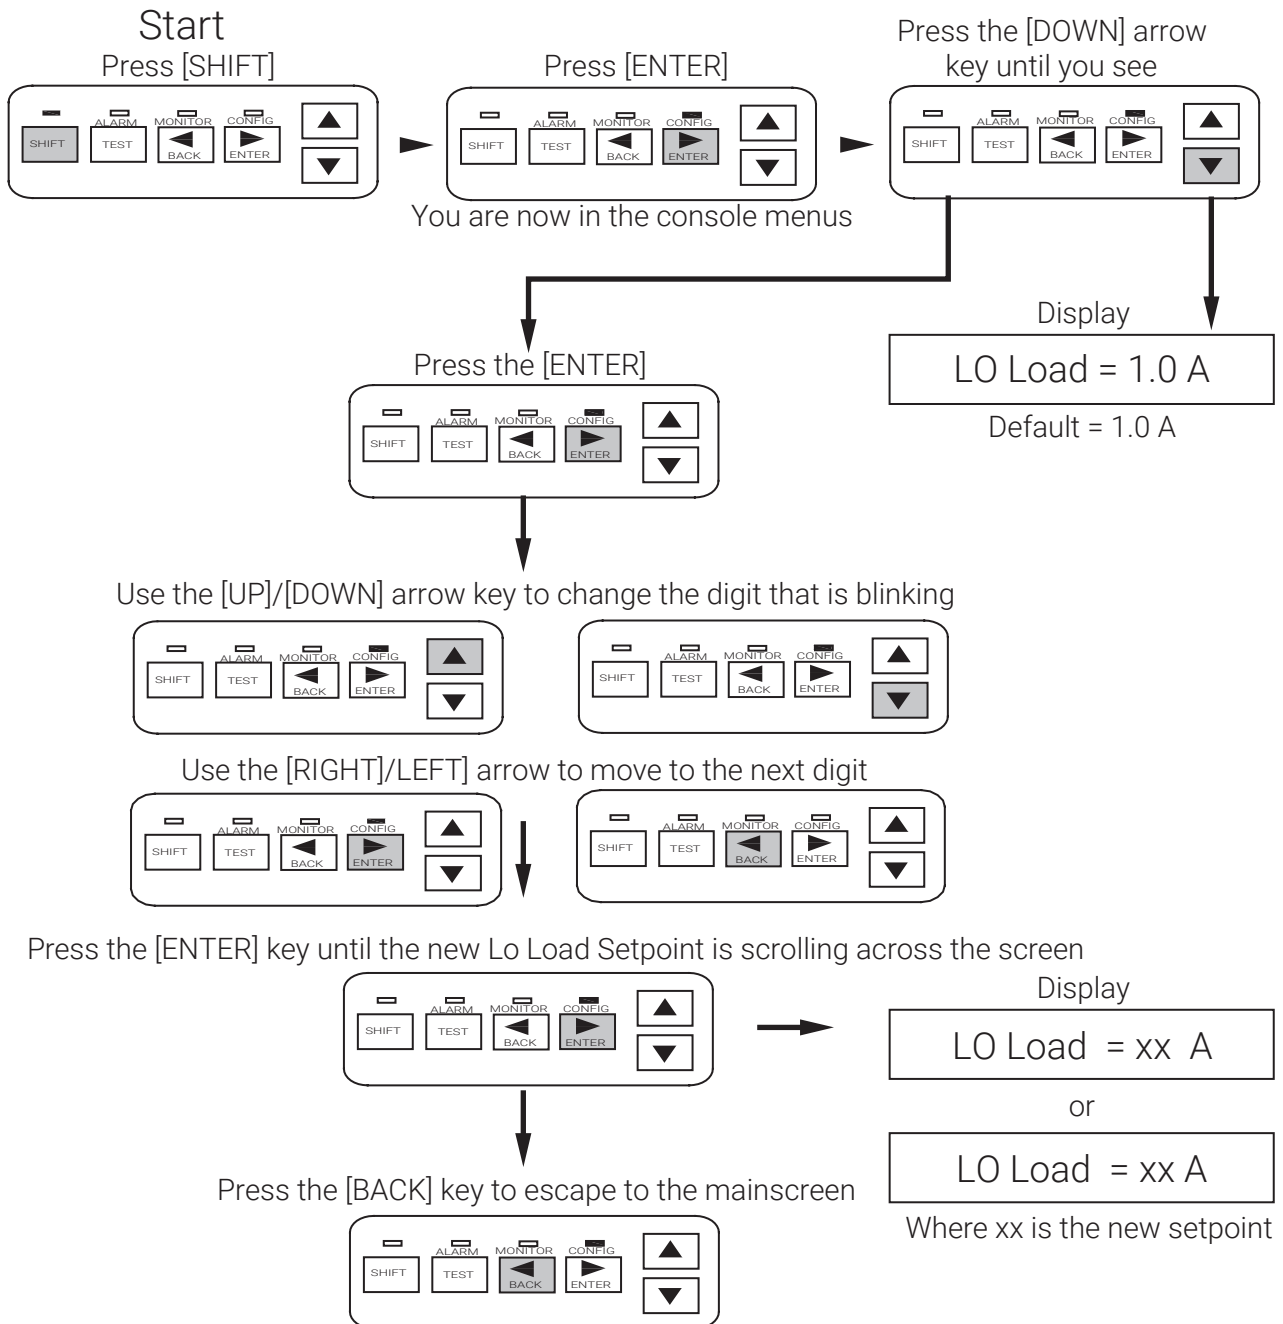 Start
Press [SHIFT]
SHIFT
ALARM
TEST
MONITOR
BACK
CONFIG
ENTER
Press [ENTER]
SHIFT
ALARM
TEST
MONITOR
BACK
CONFIG
ENTER
You are now in the console menus
Press the [DOWN] arrow
key until you see
SHIFT
ALARM
TEST
MONITOR
BACK
CONFIG
ENTER
Display
LO Load = 1.0 A
Default = 1.0 A
Press the [ENTER]
SHIFT
ALARM
TEST
MONITOR
BACK
CONFIG
ENTER
Use the [UP]/[DOWN] arrow key to change the digit that is blinking
SHIFT
ALARM
TEST
MONITOR
BACK
CONFIG
ENTER
SHIFT
ALARM
TEST
MONITOR
BACK
CONFIG
ENTER
Use the [RIGHT]/LEFT] arrow to move to the next digit
SHIFT
ALARM
TEST
MONITOR
BACK
CONFIG
ENTER
SHIFT
ALARM
TEST
MONITOR
BACK
CONFIG
ENTER
Press the [ENTER] key until the new Lo Load Setpoint is scrolling across the screen
SHIFT
ALARM
TEST
MONITOR
BACK
CONFIG
ENTER
Display
LO Load = xx A
or
LO Load = xx A
Where xx is the new setpoint
Press the [BACK] key to escape to the mainscreen
SHIFT
ALARM
TEST
MONITOR
BACK
CONFIG
ENTER